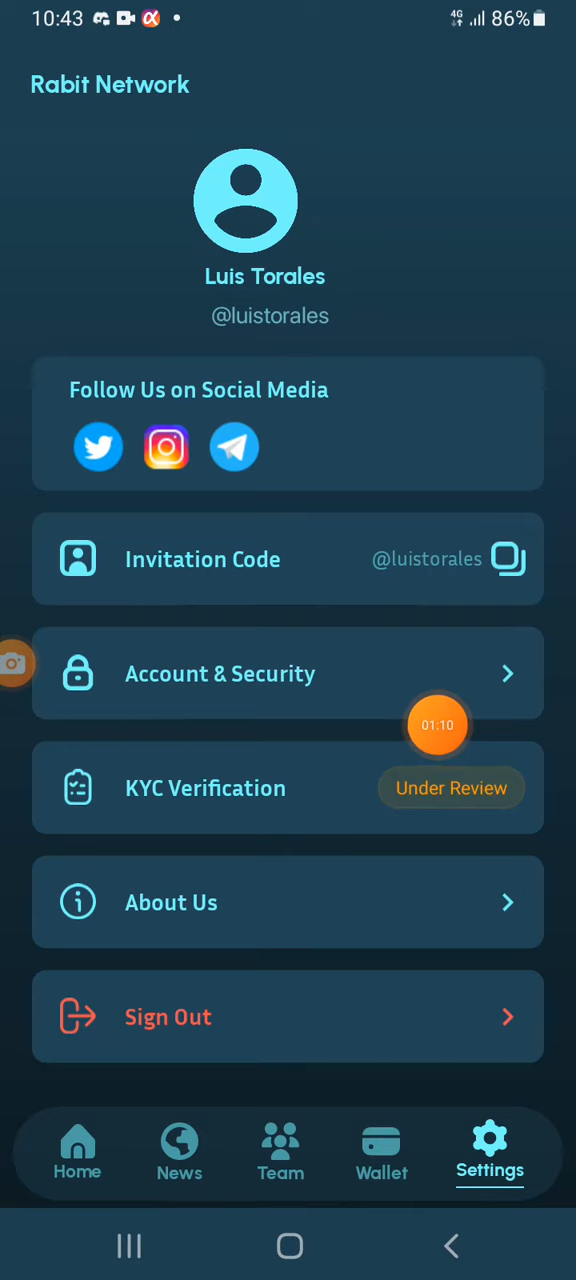 10:43 4G 86%
Rabit Network
Luis Torales
@luistorales
Follow Us on Social Media
Invitation Code @luistorales
Account & Security
01:10
KYC Verification Under Review
About Us
Sign Out
Home News Team Wallet Settings